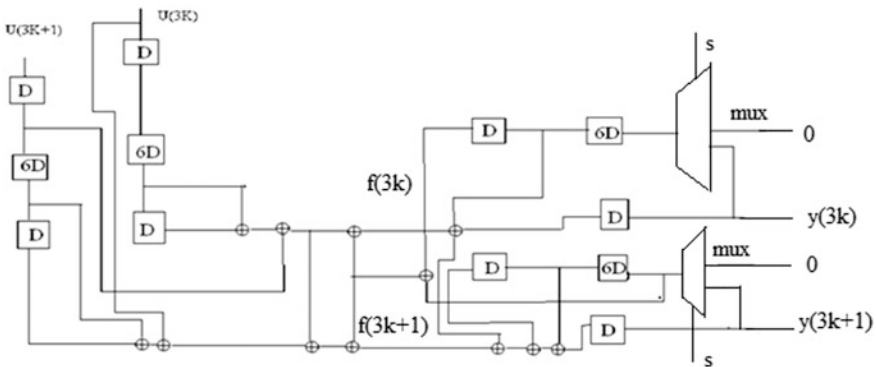 U(3K)
U(3K+1)
D
D
6D
6D
D
D
s
D
6D
mux
0
f(3k)
D
y(3k)
D
6D
mux
0
f(3k+1)
D
y(3k+1)
s